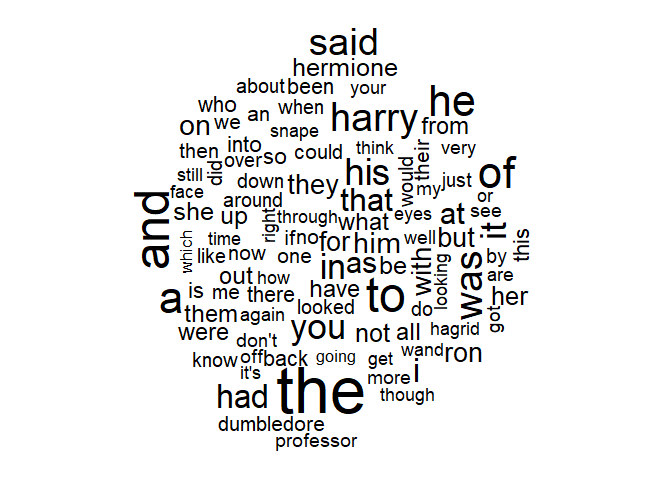 said
hermione
about been your
who an when he
on we snape harry from
then into could think their very
did over so
still his would of
face down they that my just
around or
and she up right through what eyes at see
which time if no for him well but it this
like now one in as be with looking was by
out how are
a is me there have to do got her
them again looked
were don't you not all hagrid
know off back going get wand ron
it's more i
had the though
dumbledore
professor